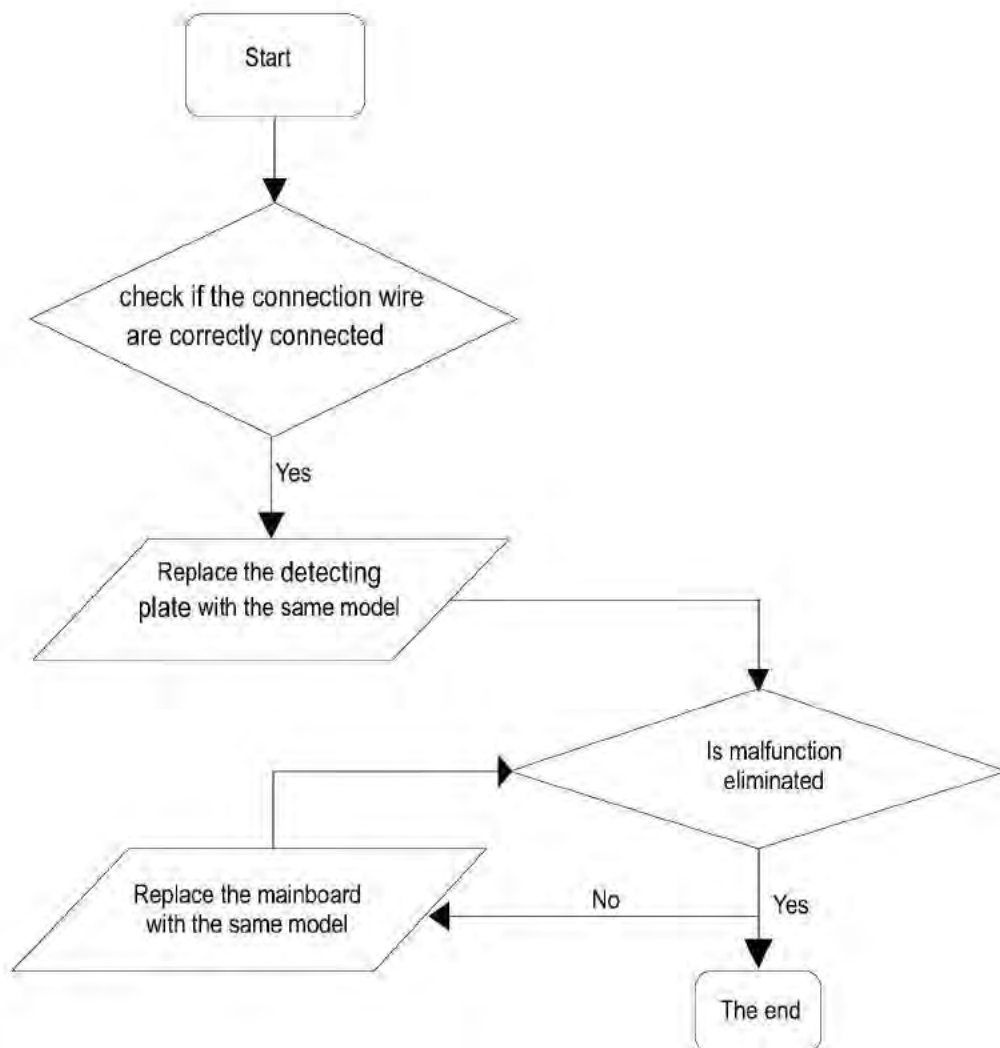 Start
check if the connection wire
are correctly connected
Yes
Replace the detecting
plate with the same model
Is malfunction
eliminated
Replace the mainboard
with the same model
No
Yes
The end